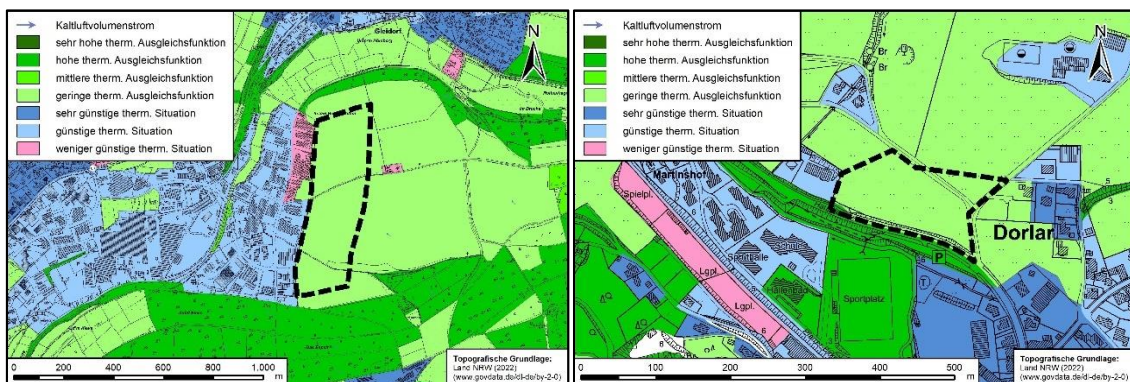 Kaltluftvolumenstrom
sehr hohe therm. Ausgleichsfunktion
hohe therm. Ausgleichsfunktion
mittlere therm. Ausgleichsfunktion
geringe therm. Ausgleichsfunktion
sehr günstige therm. Situation
günstige therm. Situation
weniger günstige therm. Situation
Gleidorf
N
0 200 400 600 800 1.000
m
Topografische Grundlage:
Land NRW (2022)
(www.govdata.de/dl-de/by-2-0)
Kaltluftvolumenstrom
sehr hohe therm. Ausgleichsfunktion
hohe therm. Ausgleichsfunktion
mittlere therm. Ausgleichsfunktion
geringe therm. Ausgleichsfunktion
sehr günstige therm. Situation
günstige therm. Situation
weniger günstige therm. Situation
Br
Br
N
Martinshof
Spielpl.
Dorlar
Schule
Sporthalle
Lgpl.
Hallenbad
P
Sportplatz
Lgpl.
0 100 200 300 400 500
m
Topografische Grundlage:
Land NRW (2022)
(www.govdata.de/dl-de/by-2-0)